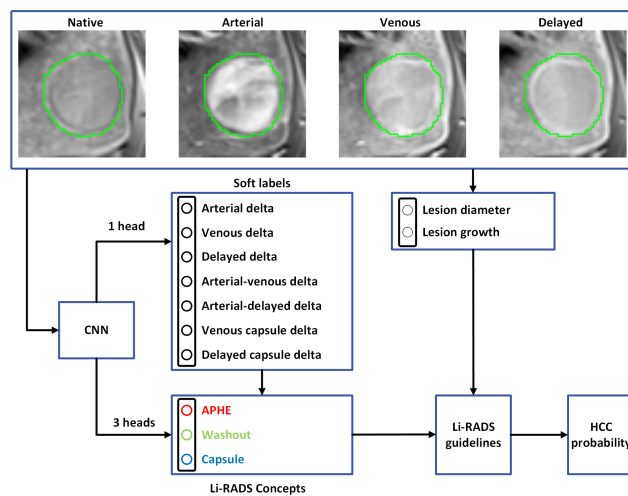 Native
Arterial
Venous
Delayed
Soft labels
1 head
Arterial delta
Venous delta
Delayed delta
Arterial-venous delta
Arterial-delayed delta
Venous capsule delta
Delayed capsule delta
Lesion diameter
Lesion growth
CNN
3 heads
APHE
Washout
Capsule
Li-RADS
guidelines
HCC
probability
Li-RADS Concepts